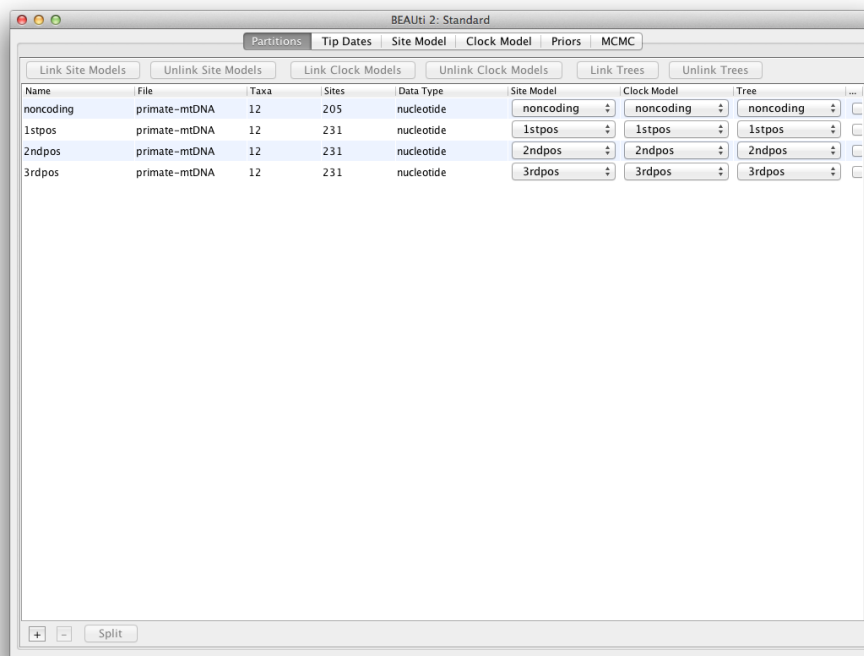 BEAUti 2: Standard
Partitions Tip Dates Site Model Clock Model Priors MCMC
Link Site Models Unlink Site Models Link Clock Models Unlink Clock Models Link Trees Unlink Trees
Name File Taxa Sites Data Type Site Model Clock Model Tree ...
noncoding primate-mtDNA 12 205 nucleotide noncoding noncoding noncoding
1stpos primate-mtDNA 12 231 nucleotide 1stpos 1stpos 1stpos
2ndpos primate-mtDNA 12 231 nucleotide 2ndpos 2ndpos 2ndpos
3rdpos primate-mtDNA 12 231 nucleotide 3rdpos 3rdpos 3rdpos
+ - Split